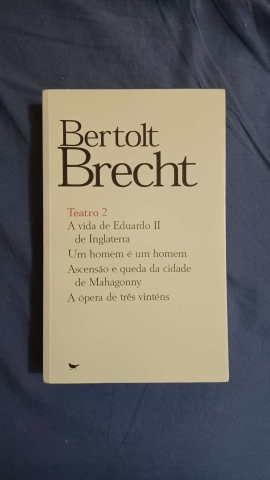 Bertolt
Brecht
Teatro 2
A vida de Eduardo II
de Inglaterra
Um homem é um homem
Ascensão e queda da cidade
de Mahagonny
A ópera de três vinténs